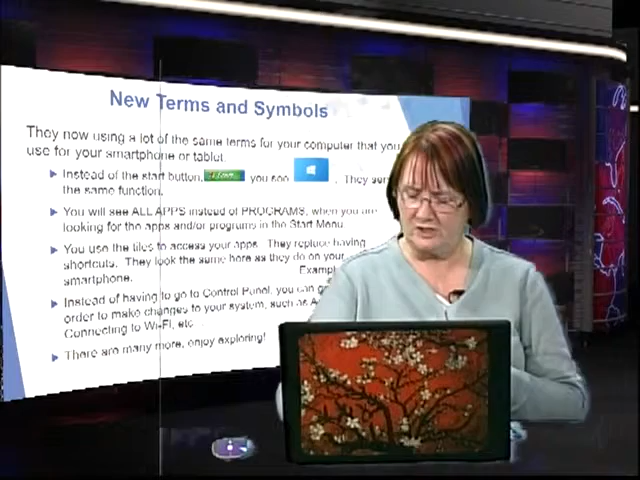 New Terms and Symbols
They now using a lot of the same terms for your computer that you
use for your smartphone or tablet.
Instead of the start button, you see . They
the same function.
You will see ALL APPS instead of PROGRAMS, when you are
looking for the apps and/or programs in the Start Menu
You use the tiles to access your apps. They replace having
shortcuts. They look the same here as they do on your
smartphone.
Instead of having to go to Control Panel, you can
order to make changes to your system, such as
Connecting to Wi-Fi, etc
There are many more, enjoy exploring!